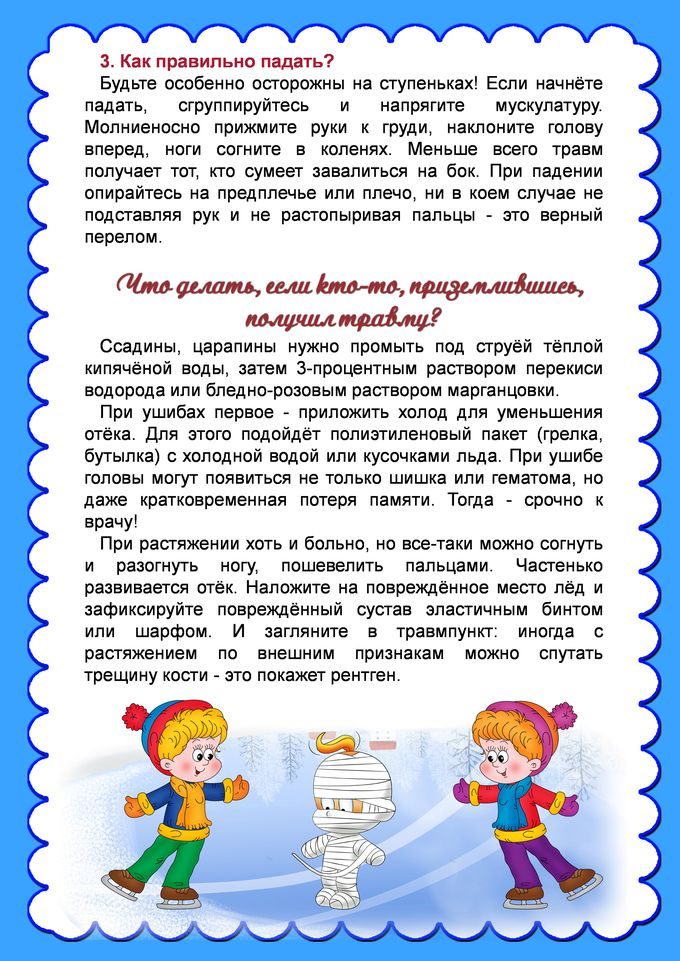 3. Как правильно падать?
Будьте особенно осторожны на ступеньках! Если начнёте
падать, сгруппируйтесь и напрягите мускулатуру.
Молниеносно прижмите руки к груди, наклоните голову
вперед, ноги согните в коленях. Меньше всего травм
получает тот, кто сумеет завалиться на бок. При падении
опирайтесь на предплечье или плечо, ни в коем случае не
подставляя рук и не растопыривая пальцы - это верный
перелом.
Что делать, если кто-то, приземлившись,
получил травму?
Ссадины, царапины нужно промыть под струёй тёплой
кипячёной воды, затем 3-процентным раствором перекиси
водорода или бледно-розовым раствором марганцовки.
При ушибах первое - приложить холод для уменьшения
отёка. Для этого подойдёт полиэтиленовый пакет (грелка,
бутылка) с холодной водой или кусочками льда. При ушибе
головы могут появиться не только шишка или гематома, но
даже кратковременная потеря памяти. Тогда - срочно к
врачу!
При растяжении хоть и больно, но все-таки можно согнуть
и разогнуть ногу, пошевелить пальцами. Частенько
развивается отёк. Наложите на повреждённое место лёд и
зафиксируйте повреждённый сустав эластичным бинтом
или шарфом. И загляните в травмпункт: иногда с
растяжением по внешним признакам можно спутать
трещину кости - это покажет рентген.